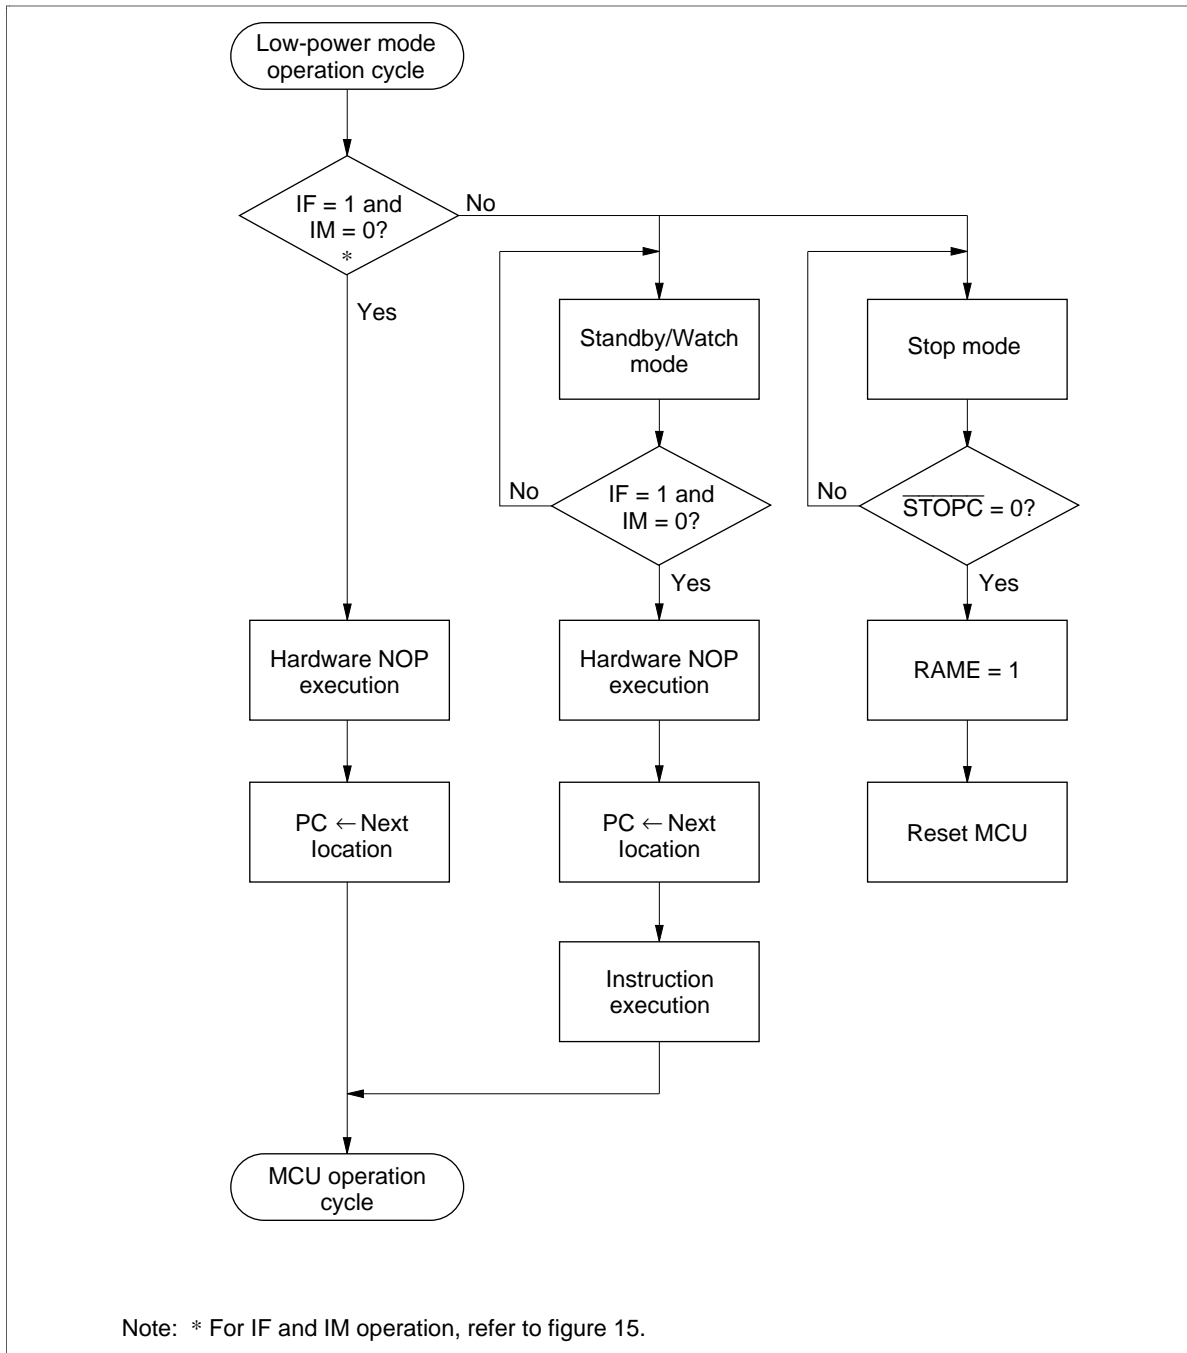 Low-power mode
operation cycle
IF = 1 and
IM = 0?
*
No
Yes
Standby/Watch
mode
Stop mode
No
IF = 1 and
IM = 0?
Yes
No
S̅T̅O̅P̅C̅ = 0?
Yes
Hardware NOP
execution
Hardware NOP
execution
RAME = 1
PC ← Next
location
PC ← Next
location
Reset MCU
Instruction
execution
MCU operation
cycle
Note: * For IF and IM operation, refer to figure 15.